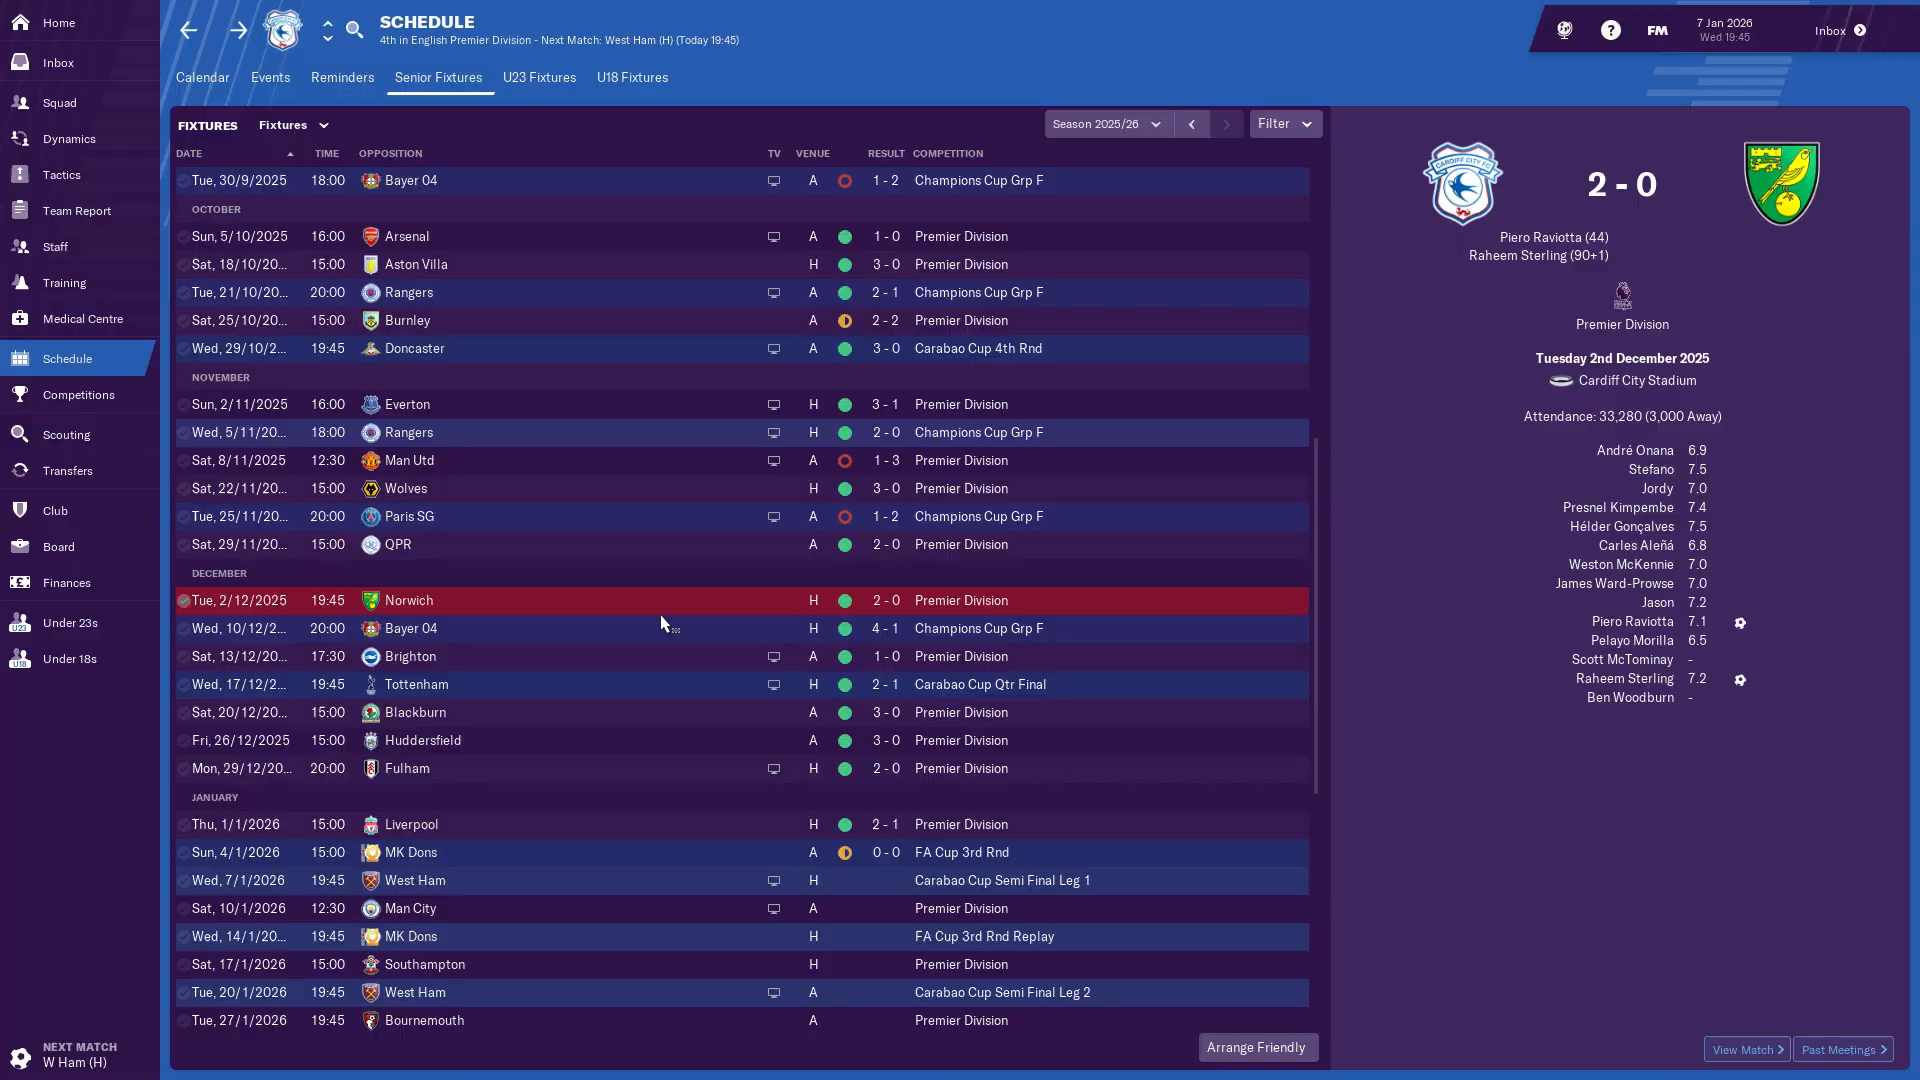 Home
Inbox
Squad
Dynamics
Tactics
Team Report
Staff
Training
Medical Centre
Schedule
Competitions
Scouting
Transfers
Club
Board
Finances
U23 Under 23s
U18 Under 18s
NEXT MATCH
W Ham (H)
SCHEDULE
4th in English Premier Division - Next Match: West Ham (H) (Today 19:45)
? FM 7 Jan 2026 Inbox
Wed 19:45
Calendar Events Reminders Senior Fixtures U23 Fixtures U18 Fixtures
FIXTURES Fixtures Season 2025/26 Filter
DATE TIME OPPOSITION TV VENUE RESULT COMPETITION
Tue, 30/9/2025 18:00 Bayer 04 A 1 - 2 Champions Cup Grp F
OCTOBER
Sun, 5/10/2025 16:00 Arsenal A 1 - 0 Premier Division
Sat, 18/10/20... 15:00 Aston Villa H 3 - 0 Premier Division
Tue, 21/10/20... 20:00 Rangers A 2 - 1 Champions Cup Grp F
Sat, 25/10/20... 15:00 Burnley A 2 - 2 Premier Division
Wed, 29/10/2... 19:45 Doncaster A 3 - 0 Carabao Cup 4th Rnd
NOVEMBER
Sun, 2/11/2025 16:00 Everton H 3 - 1 Premier Division
Wed, 5/11/20... 18:00 Rangers H 2 - 0 Champions Cup Grp F
Sat, 8/11/2025 12:30 Man Utd A 1 - 3 Premier Division
Sat, 22/11/20... 15:00 Wolves H 3 - 0 Premier Division
Tue, 25/11/20... 20:00 Paris SG A 1 - 2 Champions Cup Grp F
Sat, 29/11/20... 15:00 QPR A 2 - 0 Premier Division
DECEMBER
Tue, 2/12/2025 19:45 Norwich H 2 - 0 Premier Division
Wed, 10/12/2... 20:00 Bayer 04 H 4 - 1 Champions Cup Grp F
Sat, 13/12/20... 17:30 Brighton A 1 - 0 Premier Division
Wed, 17/12/2... 19:45 Tottenham H 2 - 1 Carabao Cup Qtr Final
Sat, 20/12/20... 15:00 Blackburn A 3 - 0 Premier Division
Fri, 26/12/2025 15:00 Huddersfield A 3 - 0 Premier Division
Mon, 29/12/20... 20:00 Fulham H 2 - 0 Premier Division
JANUARY
Thu, 1/1/2026 15:00 Liverpool H 2 - 1 Premier Division
Sun, 4/1/2026 15:00 MK Dons A 0 - 0 FA Cup 3rd Rnd
Wed, 7/1/2026 19:45 West Ham H Carabao Cup Semi Final Leg 1
Sat, 10/1/2026 12:30 Man City A Premier Division
Wed, 14/1/20... 19:45 MK Dons H FA Cup 3rd Rnd Replay
Sat, 17/1/2026 15:00 Southampton H Premier Division
Tue, 20/1/2026 19:45 West Ham A Carabao Cup Semi Final Leg 2
Tue, 27/1/2026 19:45 Bournemouth A Premier Division
Arrange Friendly
CARDIFF CITY FC
2 - 0
Piero Raviotta (44)
Raheem Sterling (90+1)
Premier Division
Tuesday 2nd December 2025
Cardiff City Stadium
Attendance: 33,280 (3,000 Away)
André Onana 6.9
Stefano 7.5
Jordy 7.0
Presnel Kimpembe 7.4
Hélder Gonçalves 7.5
Carles Aleñá 6.8
Weston McKennie 7.0
James Ward-Prowse 7.0
Jason 7.2
Piero Raviotta 7.1
Pelayo Morilla 6.5
Scott McTominay -
Raheem Sterling 7.2
Ben Woodburn -
View Match Past Meetings